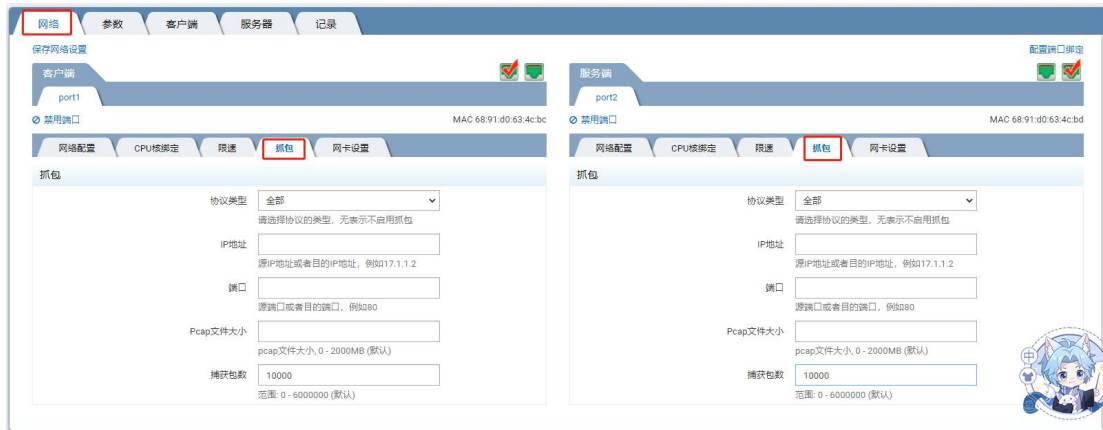 网络 参数 客户端 服务器 记录
保存网络设置 配置端口绑定
客户端 服务端
port1 port2
禁用端口 MAC 68:91:d0:63:4c:bc 禁用端口 MAC 68:91:d0:63:4c:bd
网络配置 CPU核绑定 限速 抓包 网卡设置 网络配置 CPU核绑定 限速 抓包 网卡设置
抓包 抓包
协议类型 全部 协议类型 全部
请选择协议的类型，无表示不启用抓包 请选择协议的类型，无表示不启用抓包
IP地址 IP地址
源IP地址或者目的IP地址，例如17.1.1.2 源IP地址或者目的IP地址，例如17.1.1.2
端口 端口
源端口或者目的端口，例如80 源端口或者目的端口，例如80
Pcap文件大小 Pcap文件大小
pcap文件大小, 0 - 2000MB (默认) pcap文件大小, 0 - 2000MB (默认)
中
捕获包数 10000 捕获包数 10000
范围: 0 - 6000000 (默认) 范围: 0 - 6000000 (默认)